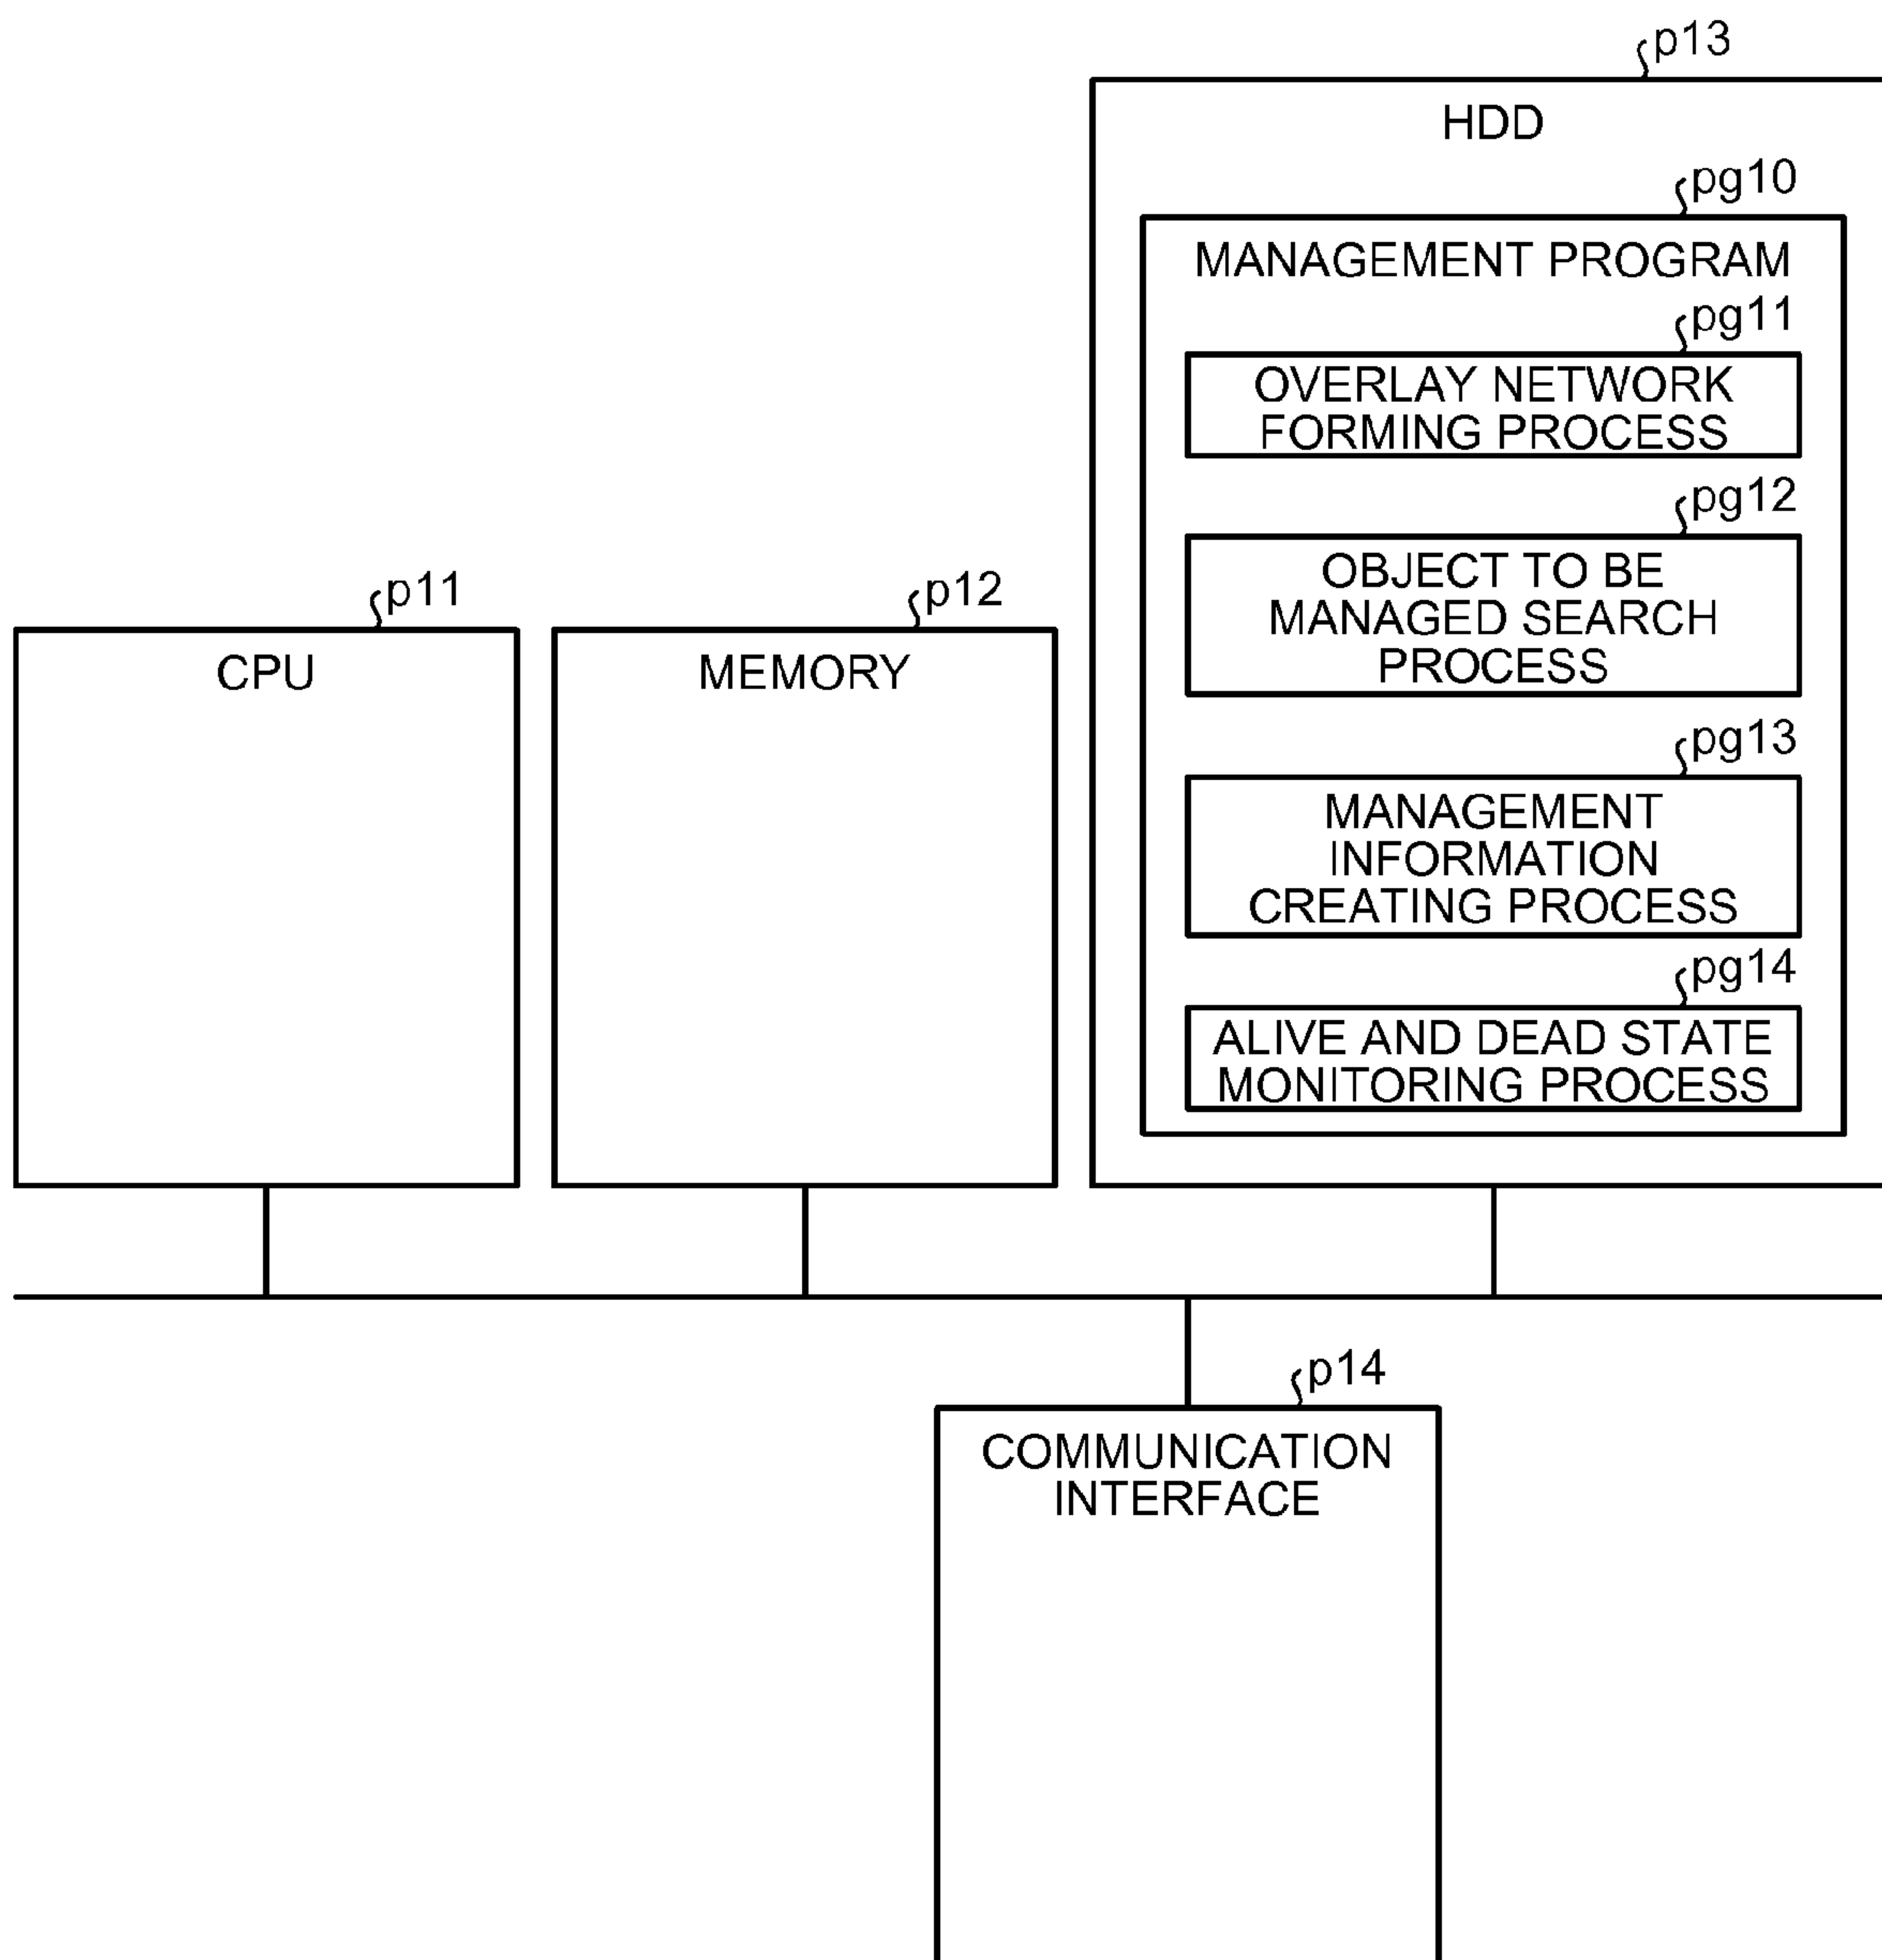 p13
HDD
pg10
MANAGEMENT PROGRAM
pg11
OVERLAY NETWORK
FORMING PROCESS
pg12
OBJECT TO BE
MANAGED SEARCH
PROCESS
pg13
MANAGEMENT
INFORMATION
CREATING PROCESS
pg14
ALIVE AND DEAD STATE
MONITORING PROCESS
p11
CPU
p12
MEMORY
p14
COMMUNICATION
INTERFACE